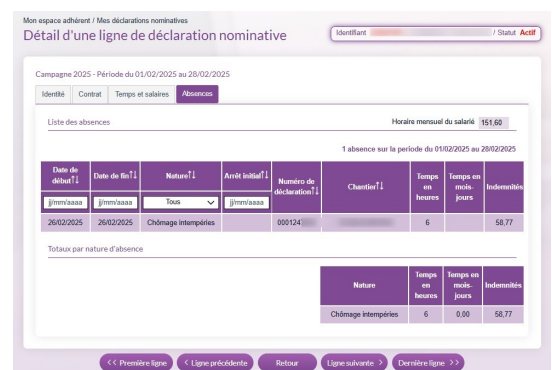 Mon espace adhérent / Mes déclarations nominatives
Détail d'une ligne de déclaration nominative
Identifiant / Statut Actif
Campagne 2025 - Période du 01/02/2025 au 28/02/2025
Identité Contrat Temps et salaires Absences
Liste des absences Horaire mensuel du salarié 151,60
1 absence sur la periode du 01/02/2025 au 28/02/2025
Date de début Date de fin Nature Arrêt initial Numéro de déclaration Chantier Temps en heures Temps en mois-jours Indemnités
jj/mm/aaaa jj/mm/aaaa Tous jj/mm/aaaa
26/02/2025 26/02/2025 Chômage intempéries 000124 6 58,77
Totaux par nature d'absence
Nature Temps en heures Temps en mois-jours Indemnités
Chômage intempéries 6 0,00 58,77
<< Première ligne < Ligne précédente Retour Ligne suivante > Dernière ligne >>